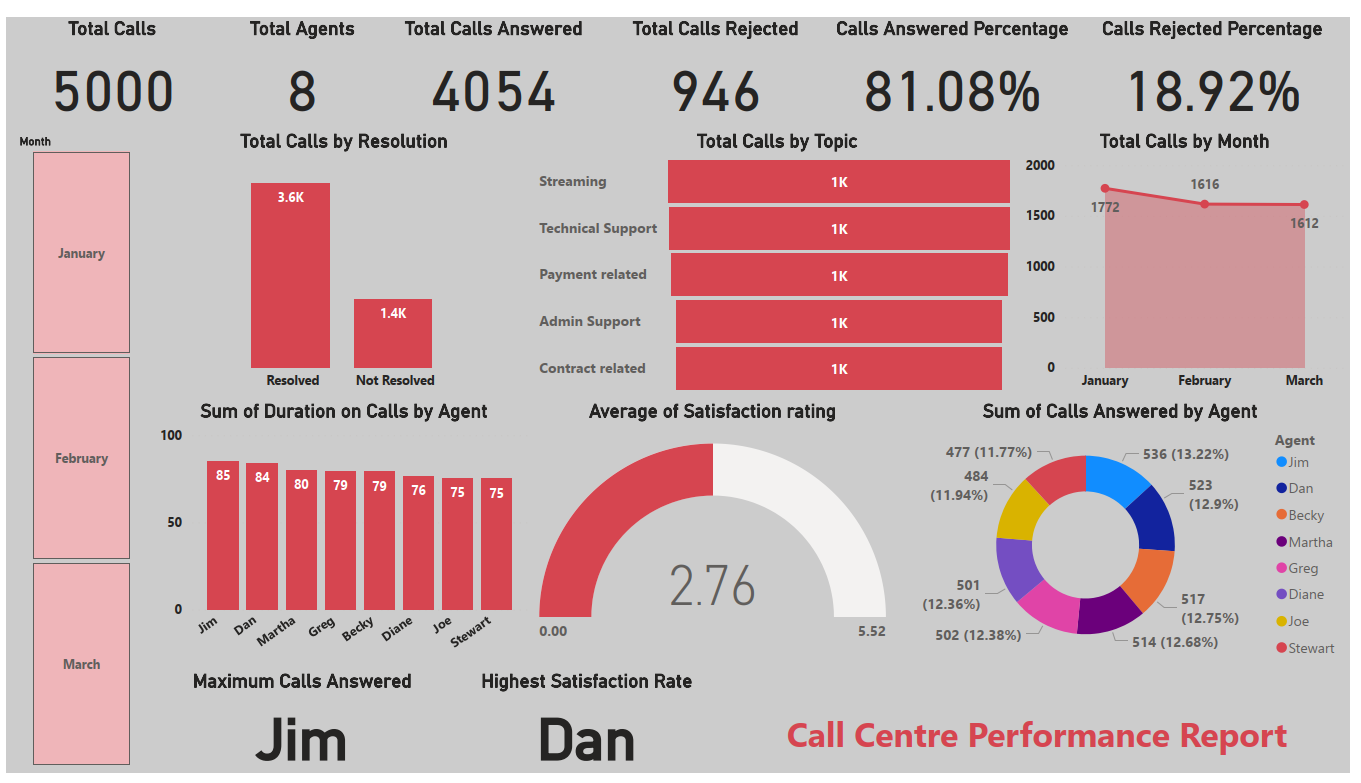 Total Calls
Total Agents
Total Calls Answered
Total Calls Rejected
Calls Answered Percentage
Calls Rejected Percentage
5000
8
4054
946
81.08%
18.92%
Month
January
February
March
Total Calls by Resolution
3.6K
1.4K
Resolved
Not Resolved
Total Calls by Topic
Streaming
1K
Technical Support
1K
Payment related
1K
Admin Support
1K
Contract related
1K
Total Calls by Month
2000
1500
1000
500
0
1772
1616
1612
January
February
March
Sum of Duration on Calls by Agent
100
50
0
85
84
80
79
79
76
75
75
Jim
Dan
Martha
Greg
Becky
Diane
Joe
Stewart
Average of Satisfaction rating
2.76
0.00
5.52
Sum of Calls Answered by Agent
477 (11.77%)
536 (13.22%)
484
(11.94%)
523
(12.9%)
501
(12.36%)
517
(12.75%)
502 (12.38%)
514 (12.68%)
Agent
Jim
Dan
Becky
Martha
Greg
Diane
Joe
Stewart
Maximum Calls Answered
Jim
Highest Satisfaction Rate
Dan
Call Centre Performance Report